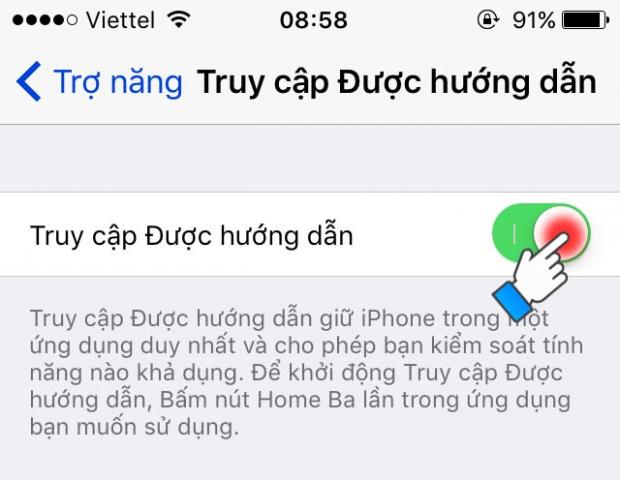 Viettel 08:58 91%
Trợ năng Truy cập Được hướng dẫn
Truy cập Được hướng dẫn
Truy cập Được hướng dẫn giữ iPhone trong một
ứng dụng duy nhất và cho phép bạn kiểm soát tính
năng nào khả dụng. Để khởi động Truy cập Được
hướng dẫn, Bấm nút Home Ba lần trong ứng dụng
bạn muốn sử dụng.